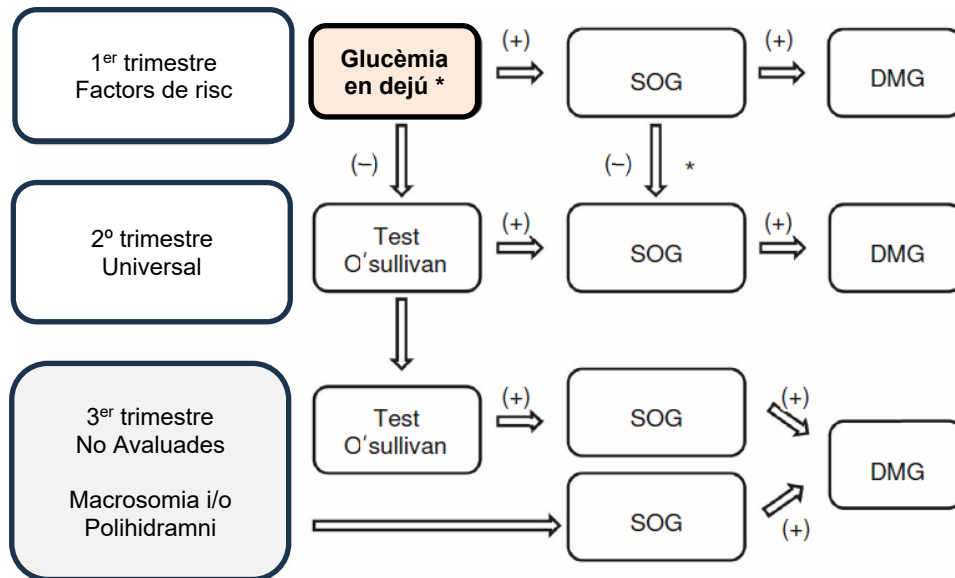 1er trimestre
Factors de risc
Glucèmia
en dejú *
(+)
SOG
(+)
DMG
(–)
(–)
*
2º trimestre
Universal
Test
O'sullivan
(+)
SOG
(+)
DMG
3er trimestre
No Avaluades
Macrosomia i/o
Polihidramni
Test
O'sullivan
(+)
SOG
(+)
DMG
SOG
(+)